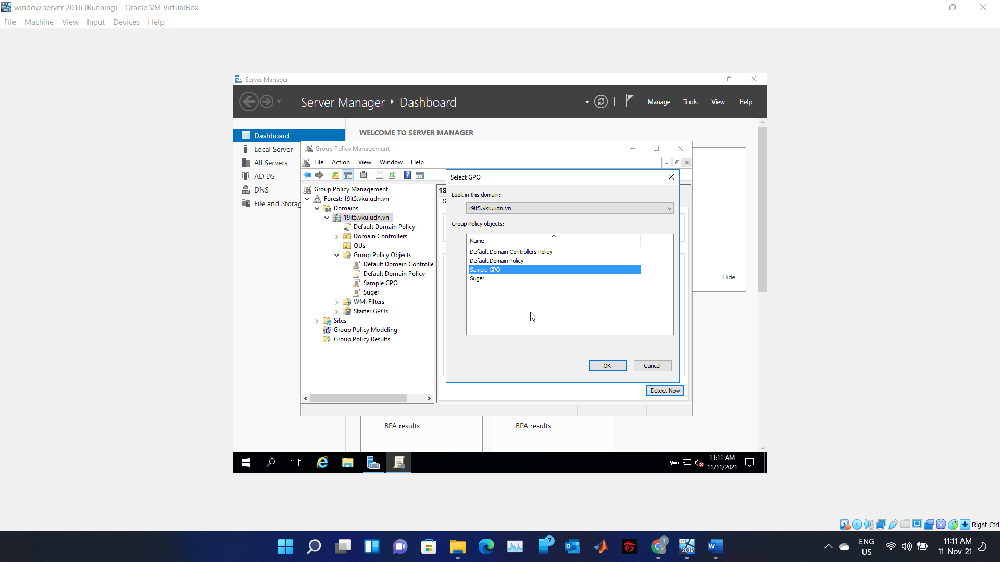 window server 2016 [Running] - Oracle VM VirtualBox
File Machine View Input Devices Help
Server Manager
Server Manager Dashboard
Manage Tools View Help
Dashboard
Local Server
All Servers
AD DS
DNS
File and Storag
WELCOME TO SERVER MANAGER
Group Policy Management
File Action View Window Help
Group Policy Management
Forest: 19it5.vku.udn.vn
Domains
19it5.vku.udn.vn
Default Domain Policy
Domain Controllers
OUs
Group Policy Objects
Default Domain Controlle
Default Domain Policy
Sample GPO
Suger
WMI Filters
Starter GPOs
Sites
Group Policy Modeling
Group Policy Results
19
S
Select GPO
Look in this domain:
19it5.vku.udn.vn
Group Policy objects:
Name
Default Domain Controllers Policy
Default Domain Policy
Sample GPO
Suger
OK Cancel
Detect Now
Hide
BPA results
BPA results
11:11 AM
11/11/2021
Right Ctrl
7
64
2016
ENG
US
11:11 AM
11-Nov-21